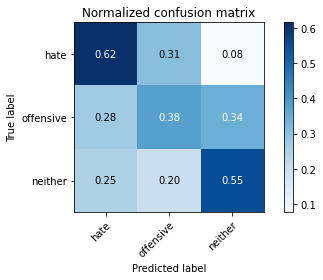 Normalized confusion matrix
True label
hate
0.62 0.31 0.08
offensive
0.28 0.38 0.34
neither
0.25 0.20 0.55
hate offensive neither
Predicted label
0.6
0.5
0.4
0.3
0.2
0.1